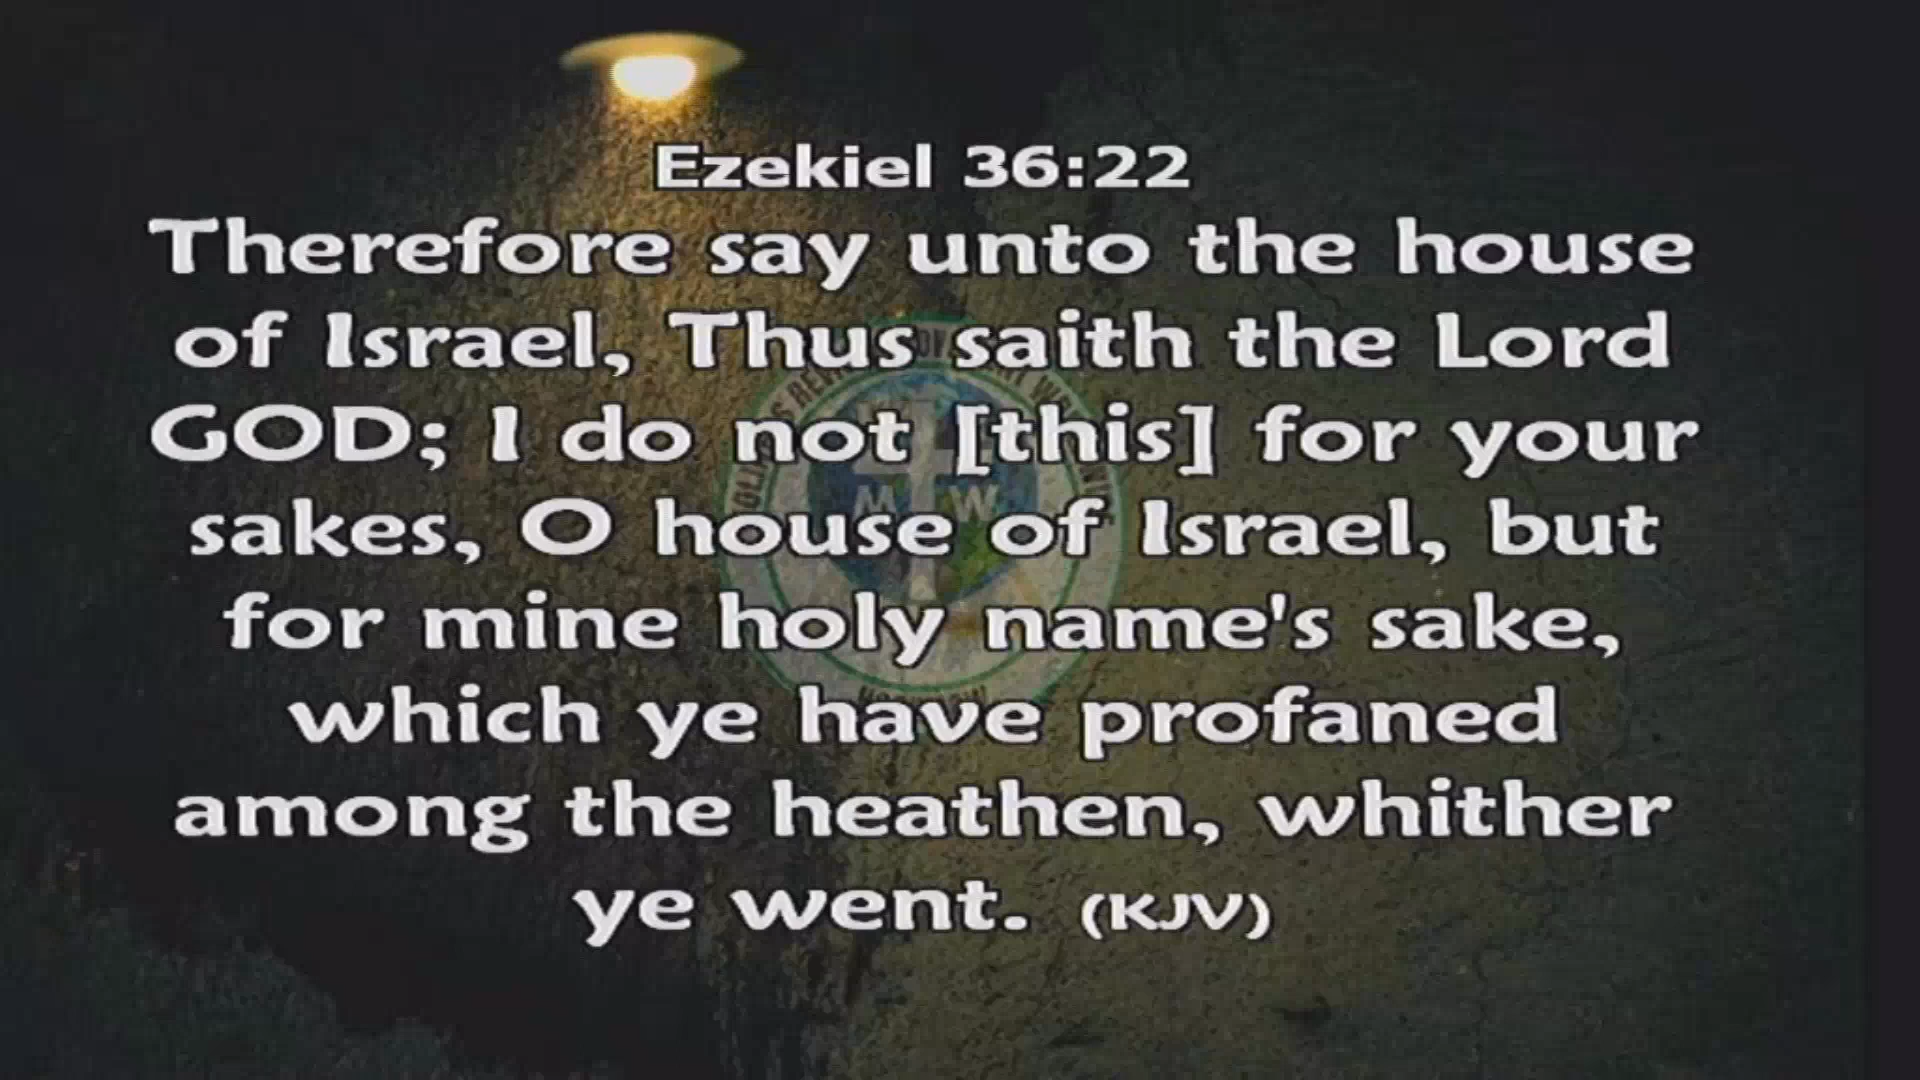 Ezekiel 36:22
Therefore say unto the house
of Israel, Thus saith the Lord
GOD; I do not [this] for your
sakes, O house of Israel, but
for mine holy name's sake,
which ye have profaned
among the heathen, whither
ye went. (KJV)
M W